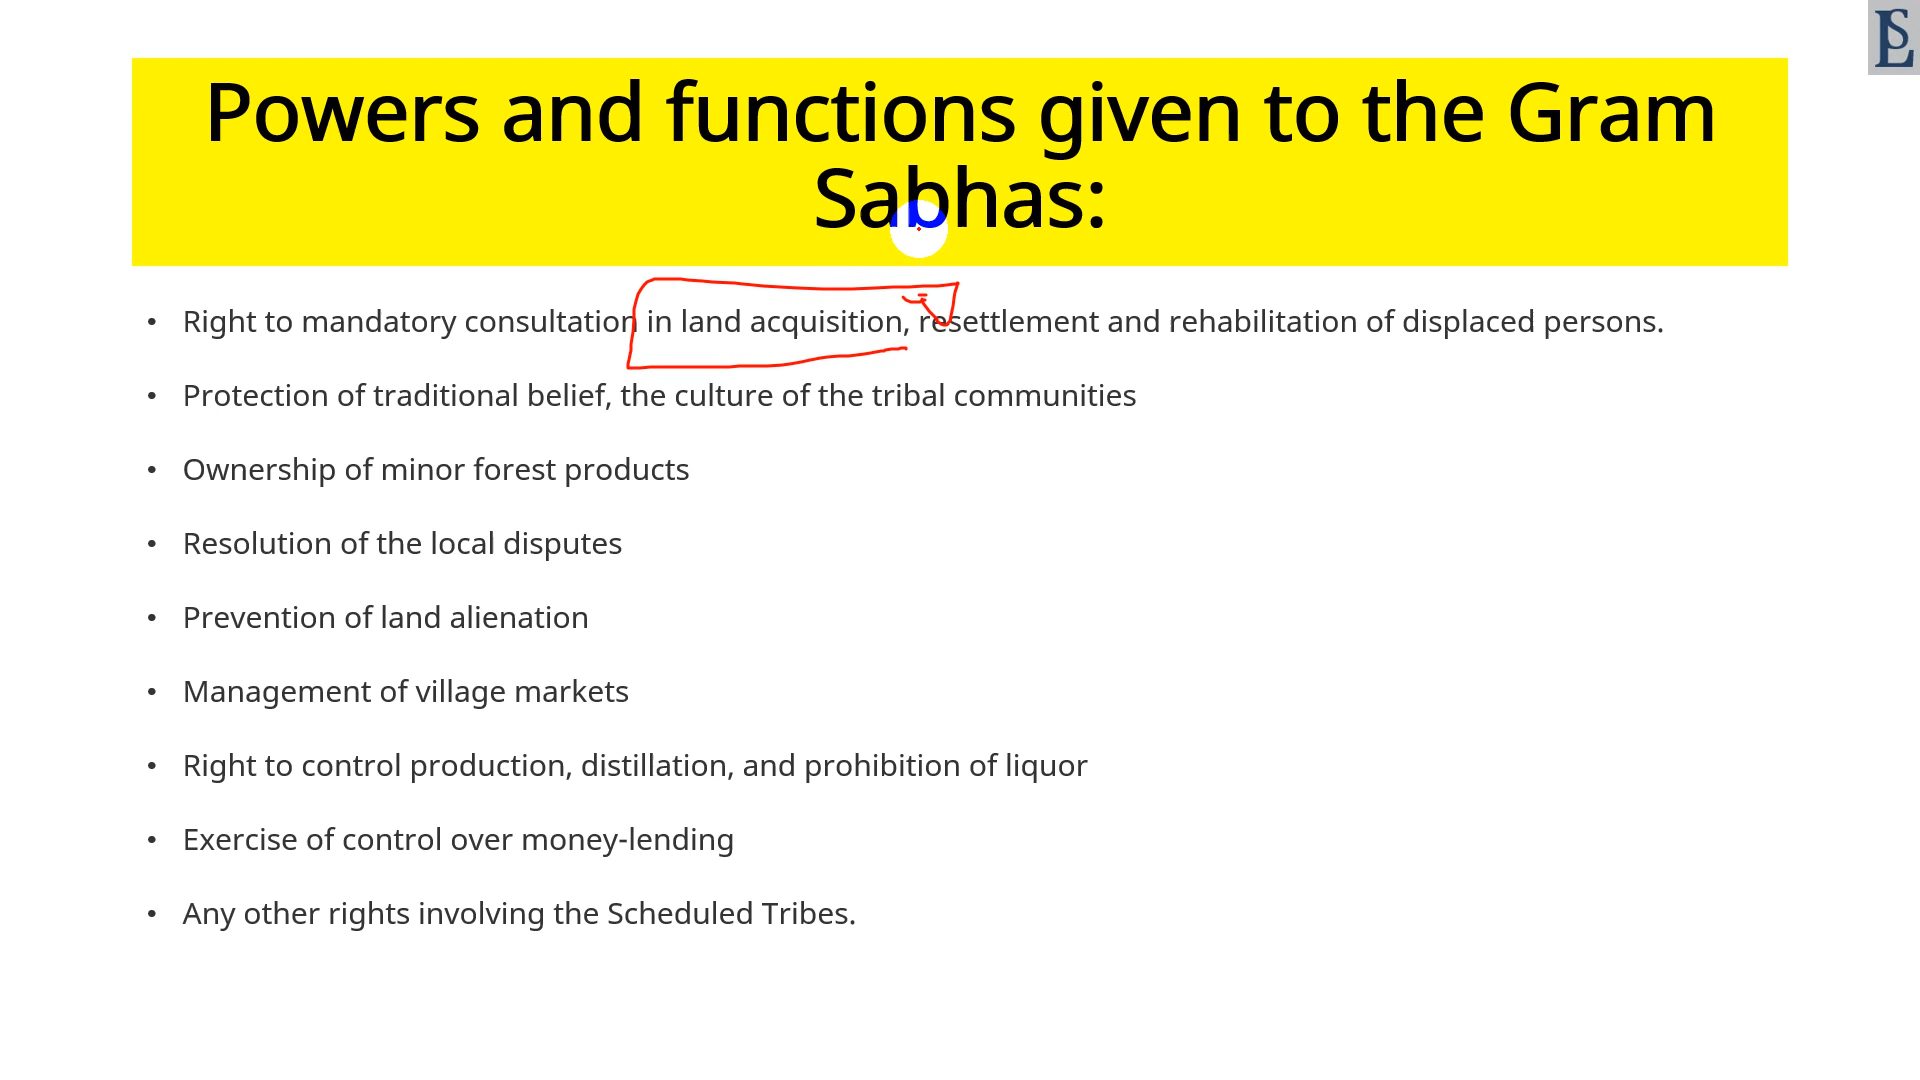 Powers and functions given to the Gram
Sabhas:
• Right to mandatory consultation in land acquisition, resettlement and rehabilitation of displaced persons.
• Protection of traditional belief, the culture of the tribal communities
• Ownership of minor forest products
• Resolution of the local disputes
• Prevention of land alienation
• Management of village markets
• Right to control production, distillation, and prohibition of liquor
• Exercise of control over money-lending
• Any other rights involving the Scheduled Tribes.